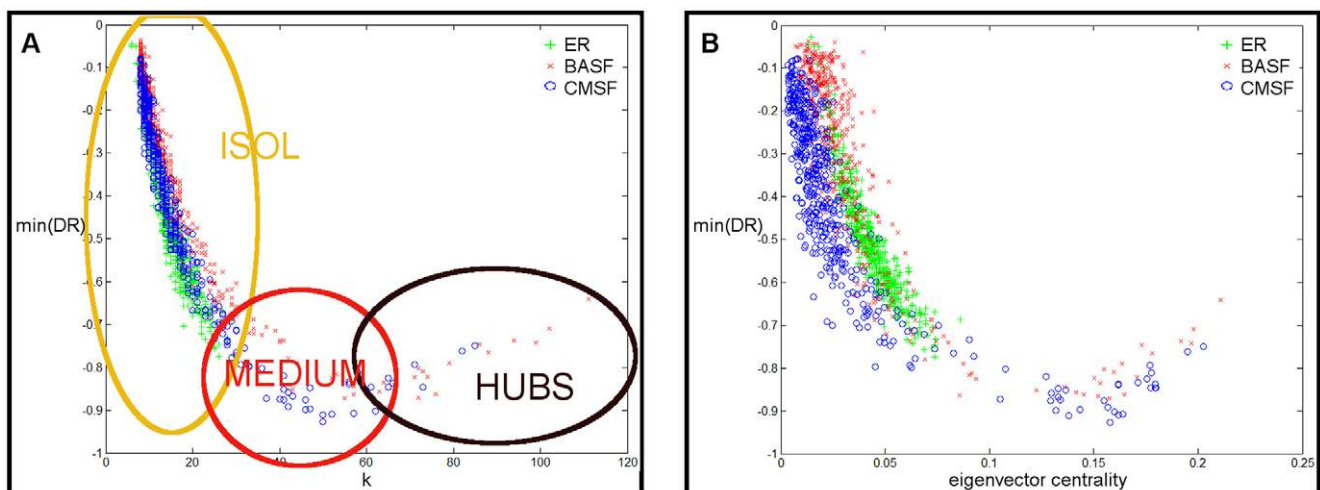 A
ER
BASF
CMSF
0
-0.1
-0.2
-0.3
-0.4
-0.5
-0.6
-0.7
-0.8
-0.9
-1
min(DR)
ISOL
MEDIUM
HUBS
0 20 40 60 80 100 120
k
B
ER
BASF
CMSF
0
-0.1
-0.2
-0.3
-0.4
-0.5
-0.6
-0.7
-0.8
-0.9
-1
min(DR)
0 0.05 0.1 0.15 0.2 0.25
eigenvector centrality